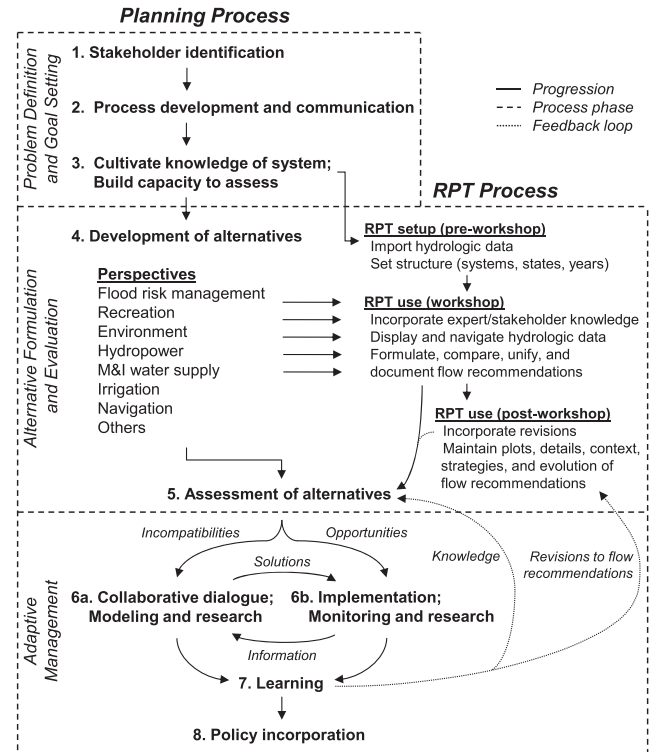 Planning Process
Problem Definition
and Goal Setting
1. Stakeholder identification
2. Process development and communication
3. Cultivate knowledge of system;
Build capacity to assess
Progression
Process phase
Feedback loop
RPT Process
Alternative Formulation
and Evaluation
4. Development of alternatives
Perspectives
Flood risk management
Recreation
Environment
Hydropower
M&I water supply
Irrigation
Navigation
Others
RPT setup (pre-workshop)
Import hydrologic data
Set structure (systems, states, years)
RPT use (workshop)
Incorporate expert/stakeholder knowledge
Display and navigate hydrologic data
Formulate, compare, unify, and
document flow recommendations
RPT use (post-workshop)
Incorporate revisions
Maintain plots, details, context,
strategies, and evolution of
flow recommendations
5. Assessment of alternatives
Adaptive
Management
Incompatibilities
Opportunities
Solutions
Knowledge
Revisions to flow
recommendations
6a. Collaborative dialogue;
Modeling and research
6b. Implementation;
Monitoring and research
Information
7. Learning
8. Policy incorporation